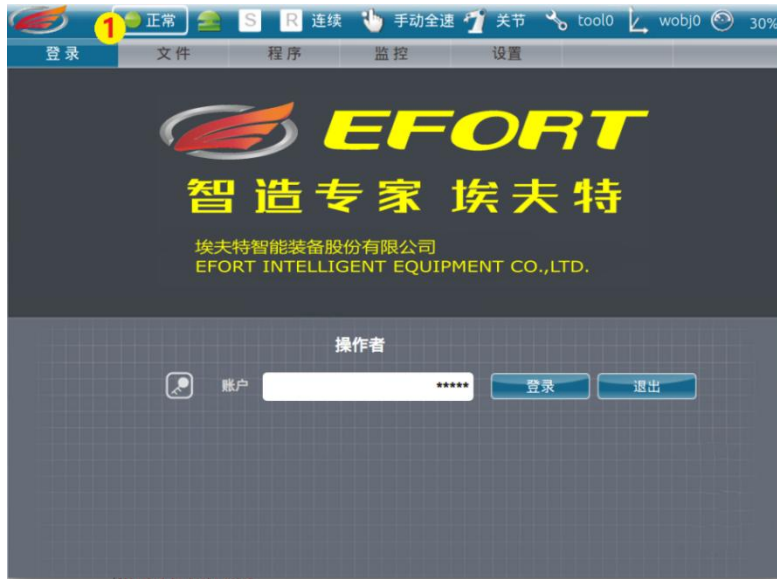 1 正常 S R 连续 手动全速 关节 tool0 wobj0 30%
登录 文件 程序 监控 设置
EFORT
智造专家 埃夫特
埃夫特智能装备股份有限公司
EFORT INTELLIGENT EQUIPMENT CO.,LTD.
操作者
账户 ***** 登录 退出